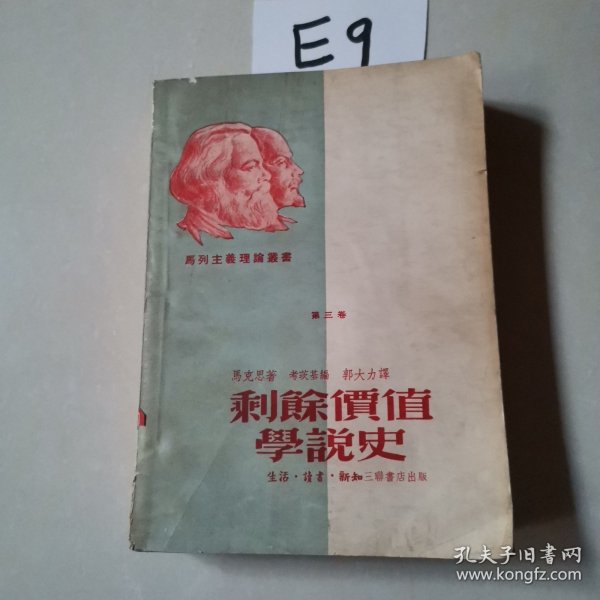 E9
馬列主義理論叢書
第三卷
馬克思著 考茨基編 郭大力譯
剩餘價值
學說史
生活·讀書·新知三聯書店出版
孔夫子旧书网
www.kongfz.com